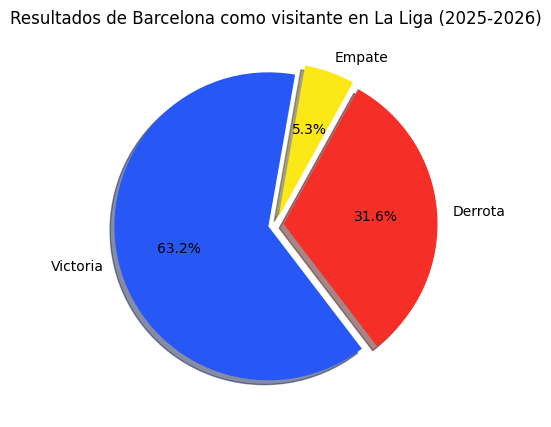 Resultados de Barcelona como visitante en La Liga (2025-2026)
Empate
5.3%
Derrota
31.6%
63.2%
Victoria